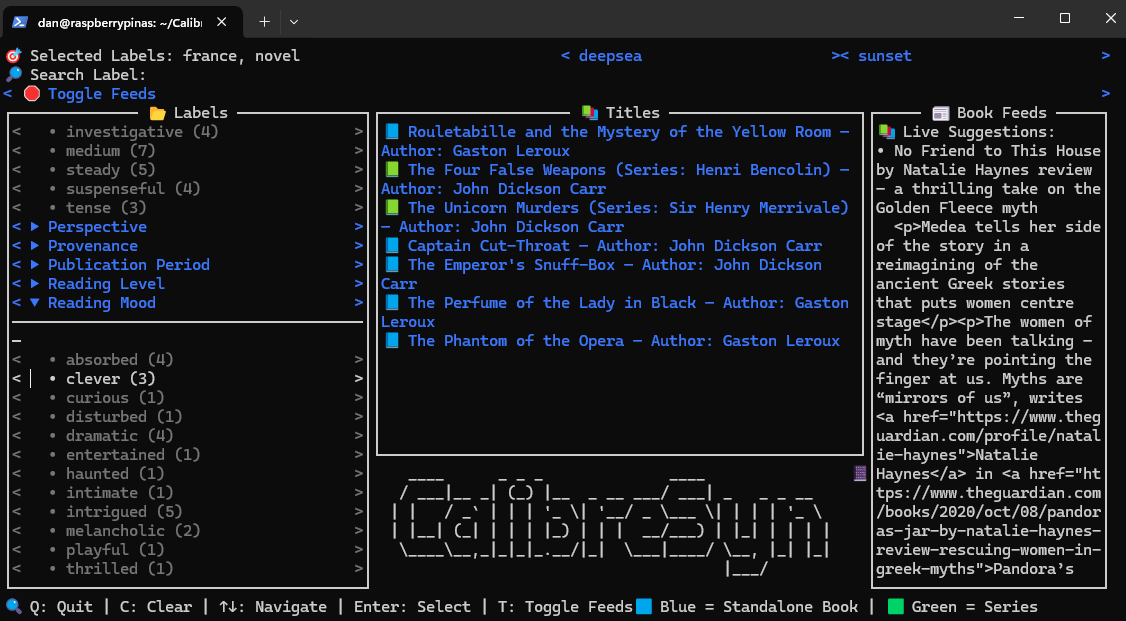 dan@raspberrypinas: ~/Calib
Selected Labels: france, novel
< deepsea >< sunset >
Search Label:
< Toggle Feeds >
Labels
< • investigative (4) >
< • medium (7) >
< • steady (5) >
< • suspenseful (4) >
< • tense (3) >
< ▶ Perspective >
< ▶ Provenance >
< ▶ Publication Period >
< ▶ Reading Level >
< ▼ Reading Mood >
< • absorbed (4) >
< • clever (3) >
< • curious (1) >
< • disturbed (1) >
< • dramatic (4) >
< • entertained (1) >
< • haunted (1) >
< • intimate (1) >
< • intrigued (5) >
< • melancholic (2) >
< • playful (1) >
< • thrilled (1) >
Titles
Rouletabille and the Mystery of the Yellow Room —
Author: Gaston Leroux
The Four False Weapons (Series: Henri Bencolin) —
Author: John Dickson Carr
The Unicorn Murders (Series: Sir Henry Merrivale)
— Author: John Dickson Carr
Captain Cut-Throat — Author: John Dickson Carr
The Emperor's Snuff-Box — Author: John Dickson
Carr
The Perfume of the Lady in Black — Author: Gaston
Leroux
The Phantom of the Opera — Author: Gaston Leroux
Book Feeds
Live Suggestions:
• No Friend to This House
by Natalie Haynes review
– a thrilling take on the
Golden Fleece myth
<p>Medea tells her side
of the story in a
reimagining of the
ancient Greek stories
that puts women centre
stage</p><p>The women of
myth have been talking –
and they’re pointing the
finger at us. Myths are
“mirrors of us”, writes
<a href="https://www.theg
uardian.com/profile/natal
ie-haynes">Natalie
Haynes</a> in <a href="ht
tps://www.theguardian.com
/books/2020/oct/08/pandor
as-jar-by-natalie-haynes-
review-rescuing-women-in-
greek-myths">Pandora’s
CalibreSyn
Q: Quit | C: Clear | ↑↓: Navigate | Enter: Select | T: Toggle Feeds Blue = Standalone Book | Green = Series